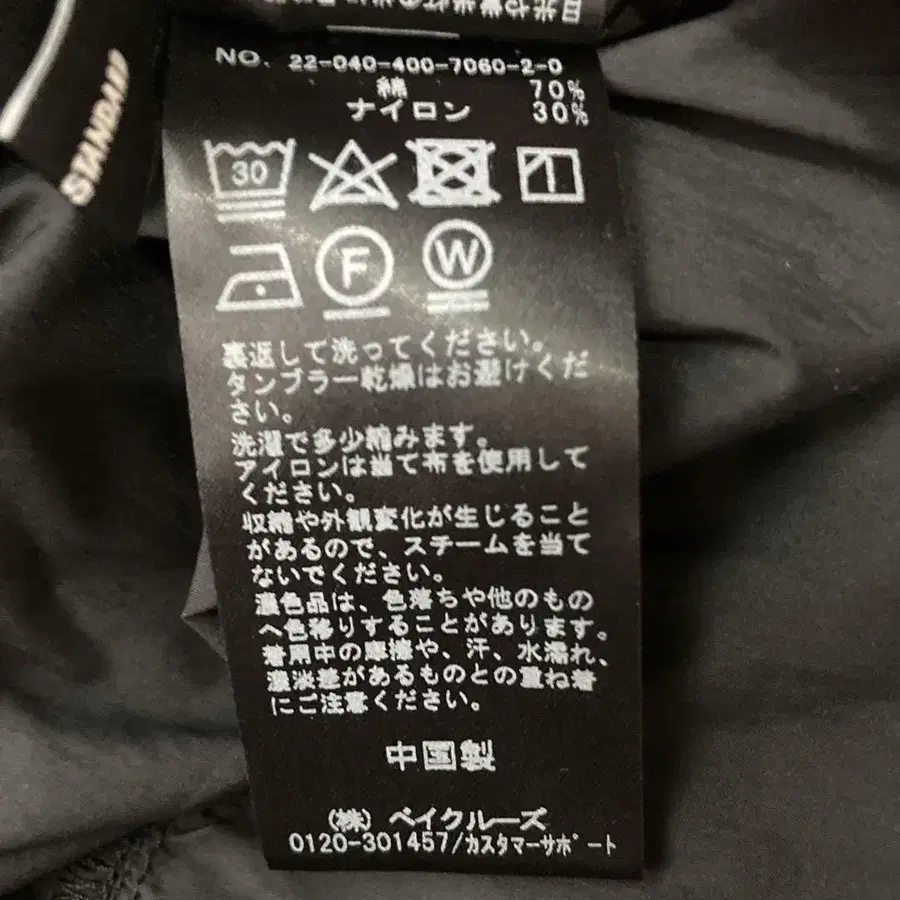 STANDARD
NO. 22-040-400-7060-2-0
綿 70%
ナイロン 30%
30
F
W
裏返して洗ってください。
タンブラー乾燥はお避けくだ
さい。
洗濯で多少縮みます。
アイロンは当て布を使用して
ください。
収縮や外観変化が生じること
があるので、スチームを当て
ないでください。
濃色品は、色落ちや他のもの
へ色移りすることがあります。
着用中の摩擦や、汗、水濡れ、
濃淡差があるものとの重ね着
にご注意ください。
中国製
(株) ベイクルーズ
0120-301457/カスタマーサポート